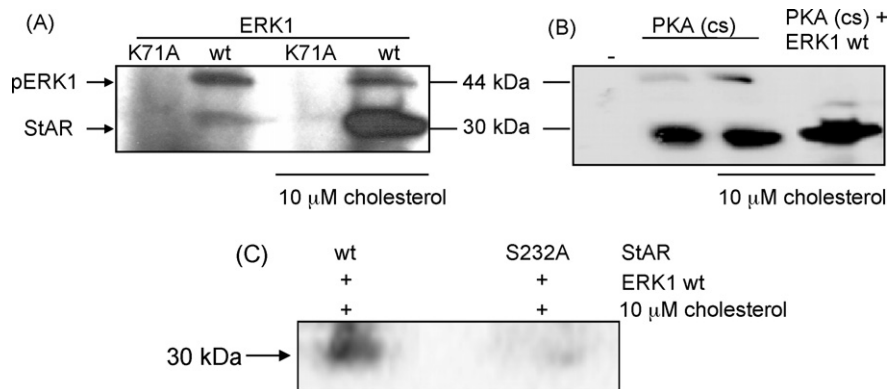 (A)
ERK1
K71A wt K71A wt
pERK1
StAR
44 kDa
30 kDa
10 μM cholesterol
(B)
PKA (cs)
PKA (cs) +
ERK1 wt
-
10 μM cholesterol
(C)
wt S232A StAR
+ + ERK1 wt
+ + 10 μM cholesterol
30 kDa